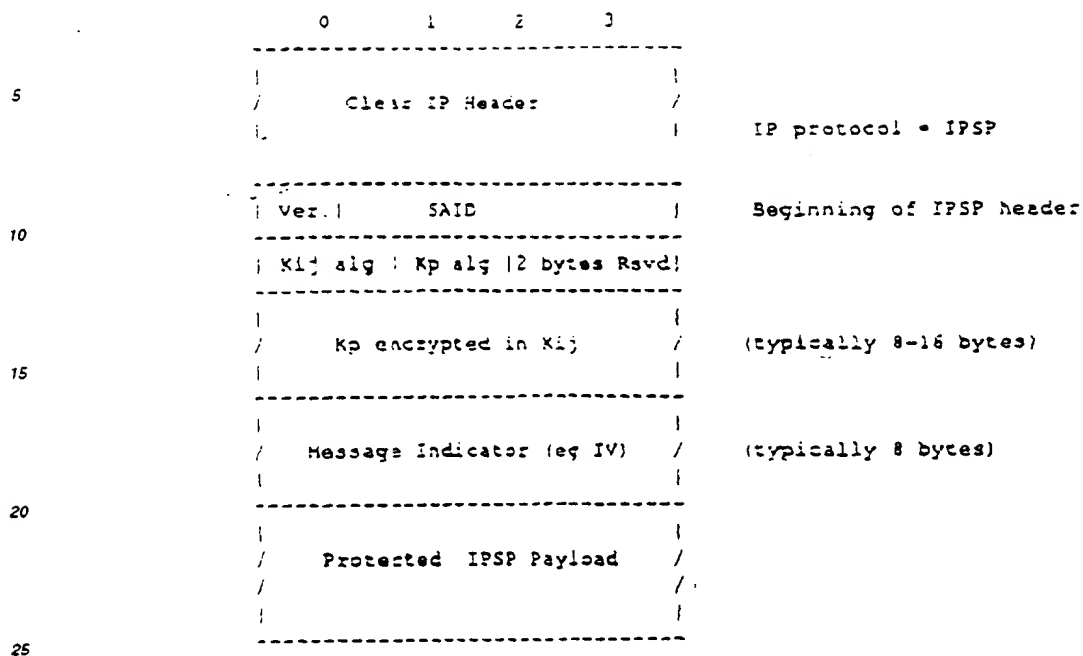 0 1 2 3
5
Clear IP Header
IP protocol = IPSP
Ver. | SAID | Beginning of IPSP header
10
| Kij alg | Kp alg |2 bytes Rsvd|
/ Kp encrypted in Kij / (typically 8-16 bytes)
15
/ Message Indicator (eg IV) / (typically 8 bytes)
20
/ Protected IPSP Payload /
25